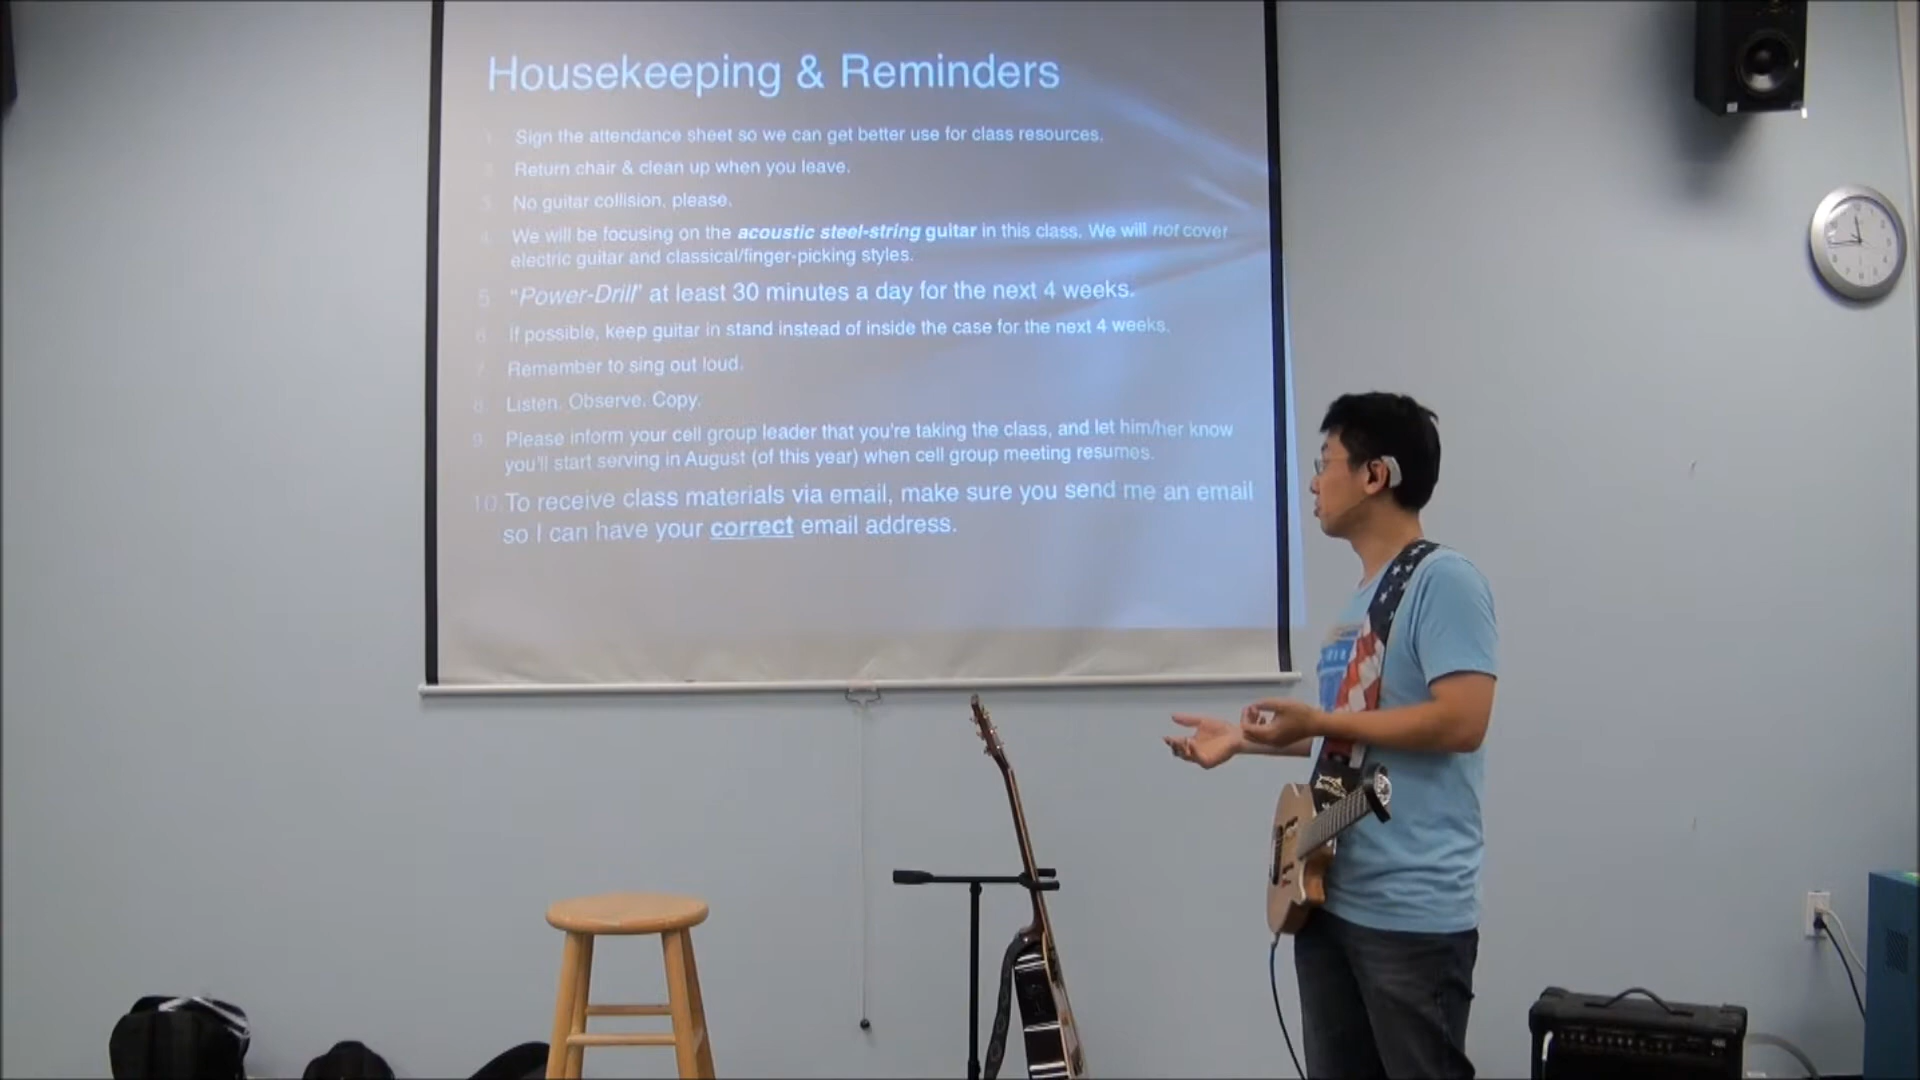 Housekeeping & Reminders
1. Sign the attendance sheet so we can get better use for class resources.
2. Return chair & clean up when you leave.
3. No guitar collision, please.
4. We will be focusing on the acoustic steel-string guitar in this class. We will not cover
electric guitar and classical/finger-picking styles.
5. "Power-Drill" at least 30 minutes a day for the next 4 weeks.
6. If possible, keep guitar in stand instead of inside the case for the next 4 weeks.
7. Remember to sing out loud.
8. Listen. Observe. Copy.
9. Please inform your cell group leader that you're taking the class, and let him/her know
you'll start serving in August (of this year) when cell group meeting resumes.
10. To receive class materials via email, make sure you send me an email
so I can have your correct email address.